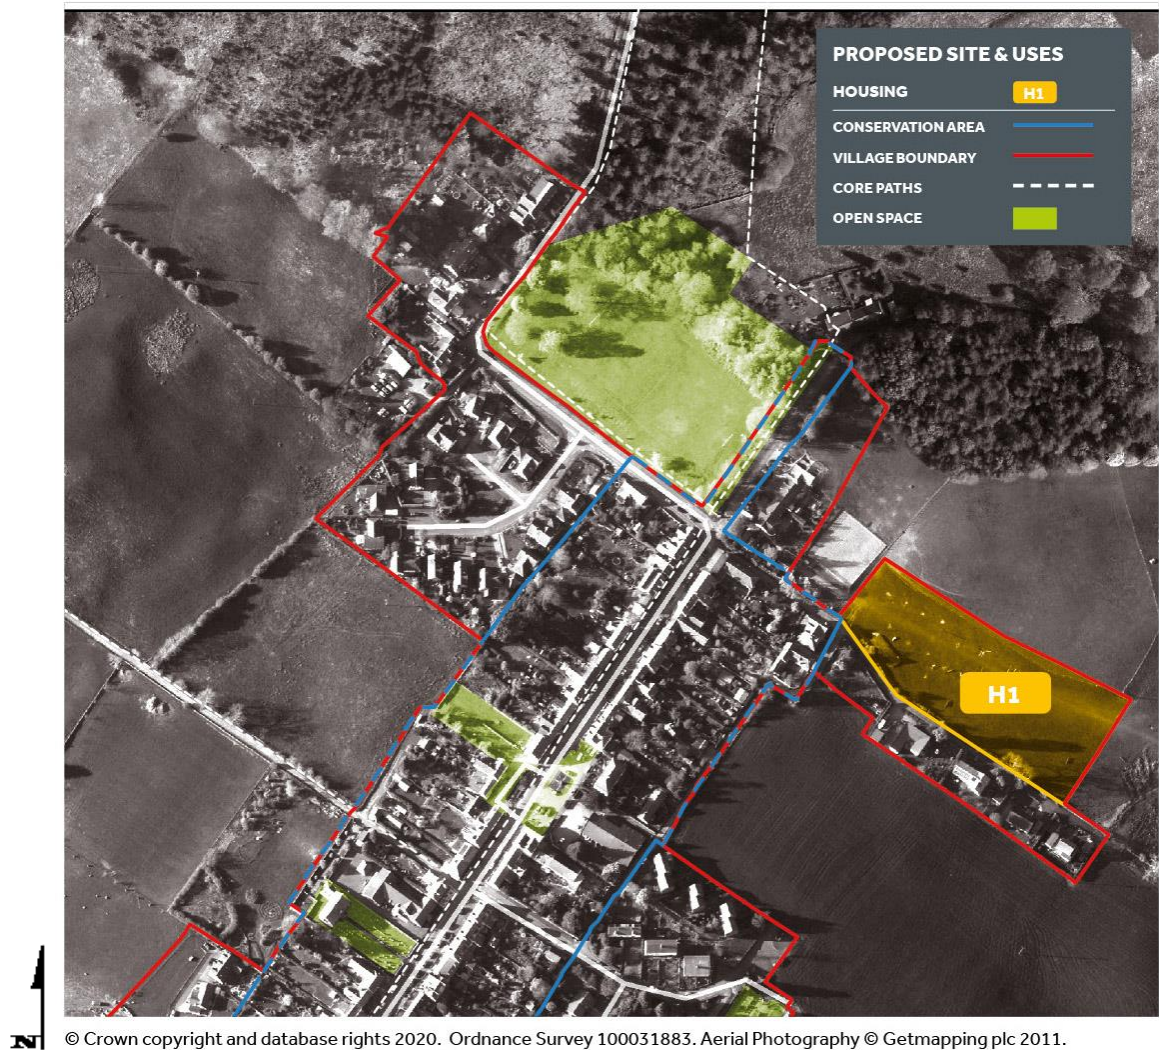 PROPOSED SITE & USES
HOUSING H1
CONSERVATION AREA
VILLAGE BOUNDARY
CORE PATHS
OPEN SPACE
H1
N
© Crown copyright and database rights 2020. Ordnance Survey 100031883. Aerial Photography © Getmapping plc 2011.